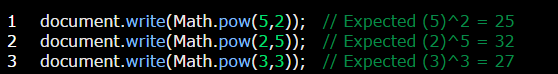 1 document.write(Math.pow(5,2)); // Expected (5)^2 = 25
2 document.write(Math.pow(2,5)); // Expected (2)^5 = 32
3 document.write(Math.pow(3,3)); // Expected (3)^3 = 27